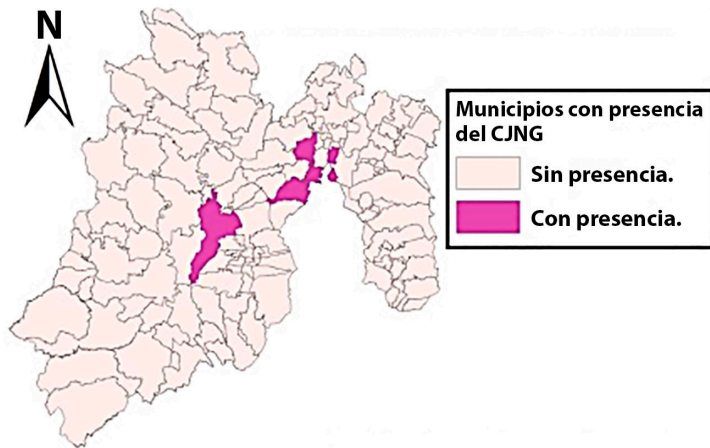 N
Municipios con presencia
del CJNG
Sin presencia.
Con presencia.